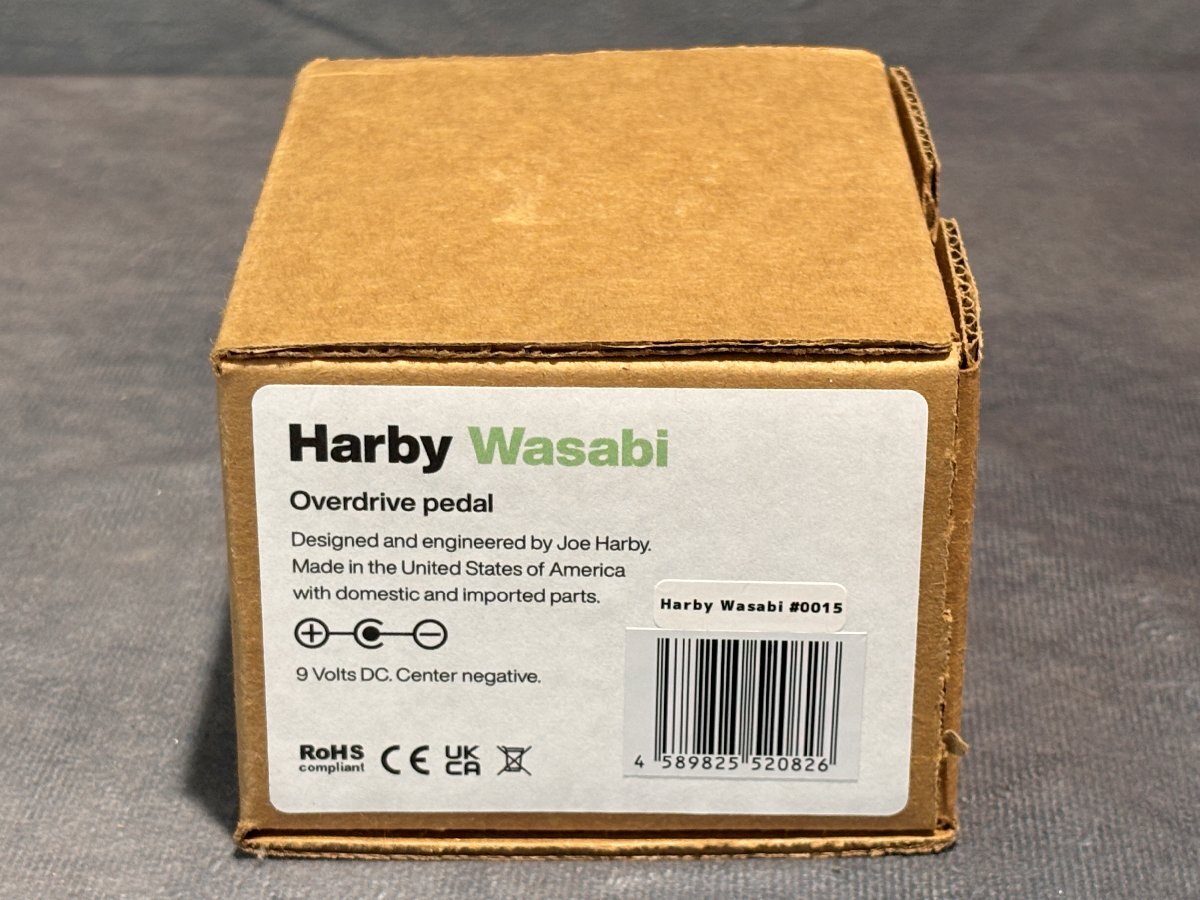 Harby Wasabi
Overdrive pedal
Designed and engineered by Joe Harby.
Made in the United States of America
with domestic and imported parts.
Harby Wasabi #0015
9 Volts DC. Center negative.
RoHS
compliant
CE
UK
CA
4 589825 520826